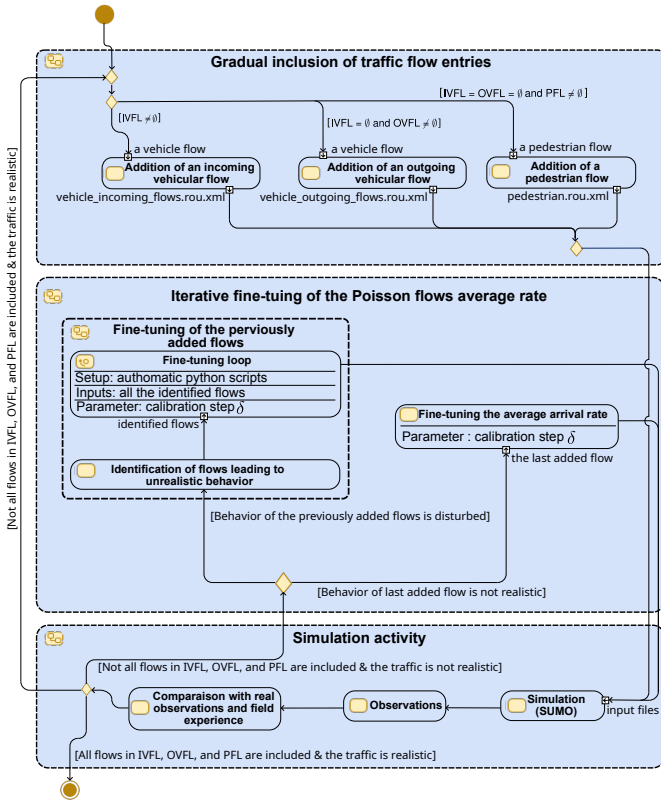 Gradual inclusion of traffic flow entries
[IVFL = OVFL = ∅ and PFL ≠ ∅]
[IVFL ≠ ∅]
[IVFL = ∅ and OVFL ≠ ∅]
a vehicle flow
a vehicle flow
a pedestrian flow
Addition of an incoming
vehicular flow
Addition of an outgoing
vehicular flow
Addition of a
pedestrian flow
vehicle_incoming_flows.rou.xml
vehicle_outgoing_flows.rou.xml
pedestrian.rou.xml
[Not all flows in IVFL, OVFL, and PFL are included & the traffic is realistic]
Iterative fine-tuing of the Poisson flows average rate
Fine-tuning of the perviously
added flows
Fine-tuning loop
Setup: authomatic python scripts
Inputs: all the identified flows
Parameter: calibration step δ
identified flows
Identification of flows leading to
unrealistic behavior
Fine-tuning the average arrival rate
Parameter : calibration step δ
the last added flow
[Behavior of the previously added flows is disturbed]
[Behavior of last added flow is not realistic]
Simulation activity
[Not all flows in IVFL, OVFL, and PFL are included & the traffic is not realistic]
Comparison with real
observations and field
experience
Observations
Simulation
(SUMO)
input files
[All flows in IVFL, OVFL, and PFL are included & the traffic is realistic]